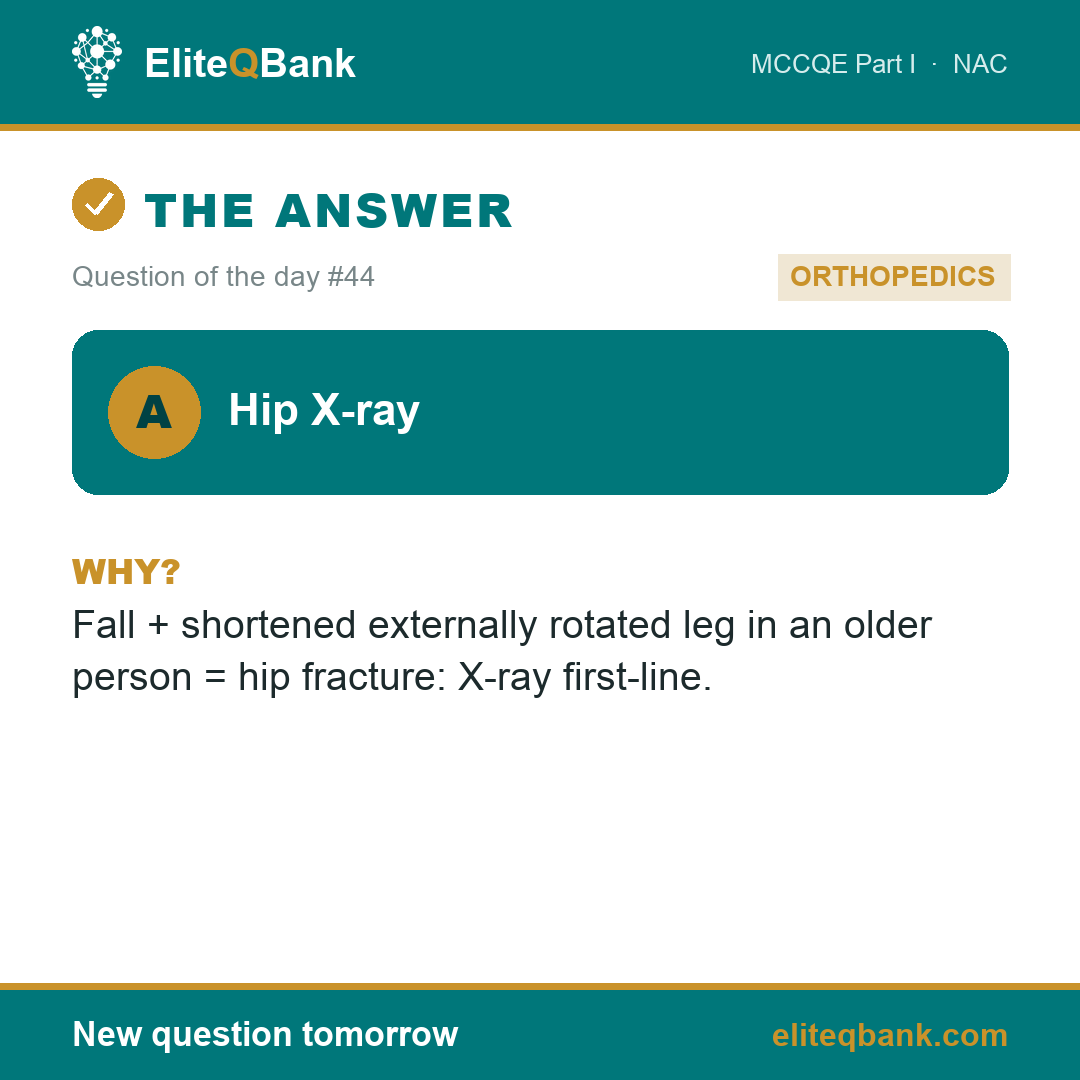 EliteQBank
MCCQE Part I · NAC
THE ANSWER
Question of the day #44
ORTHOPEDICS
A
Hip X-ray
WHY?
Fall + shortened externally rotated leg in an older
person = hip fracture: X-ray first-line.
New question tomorrow
eliteqbank.com